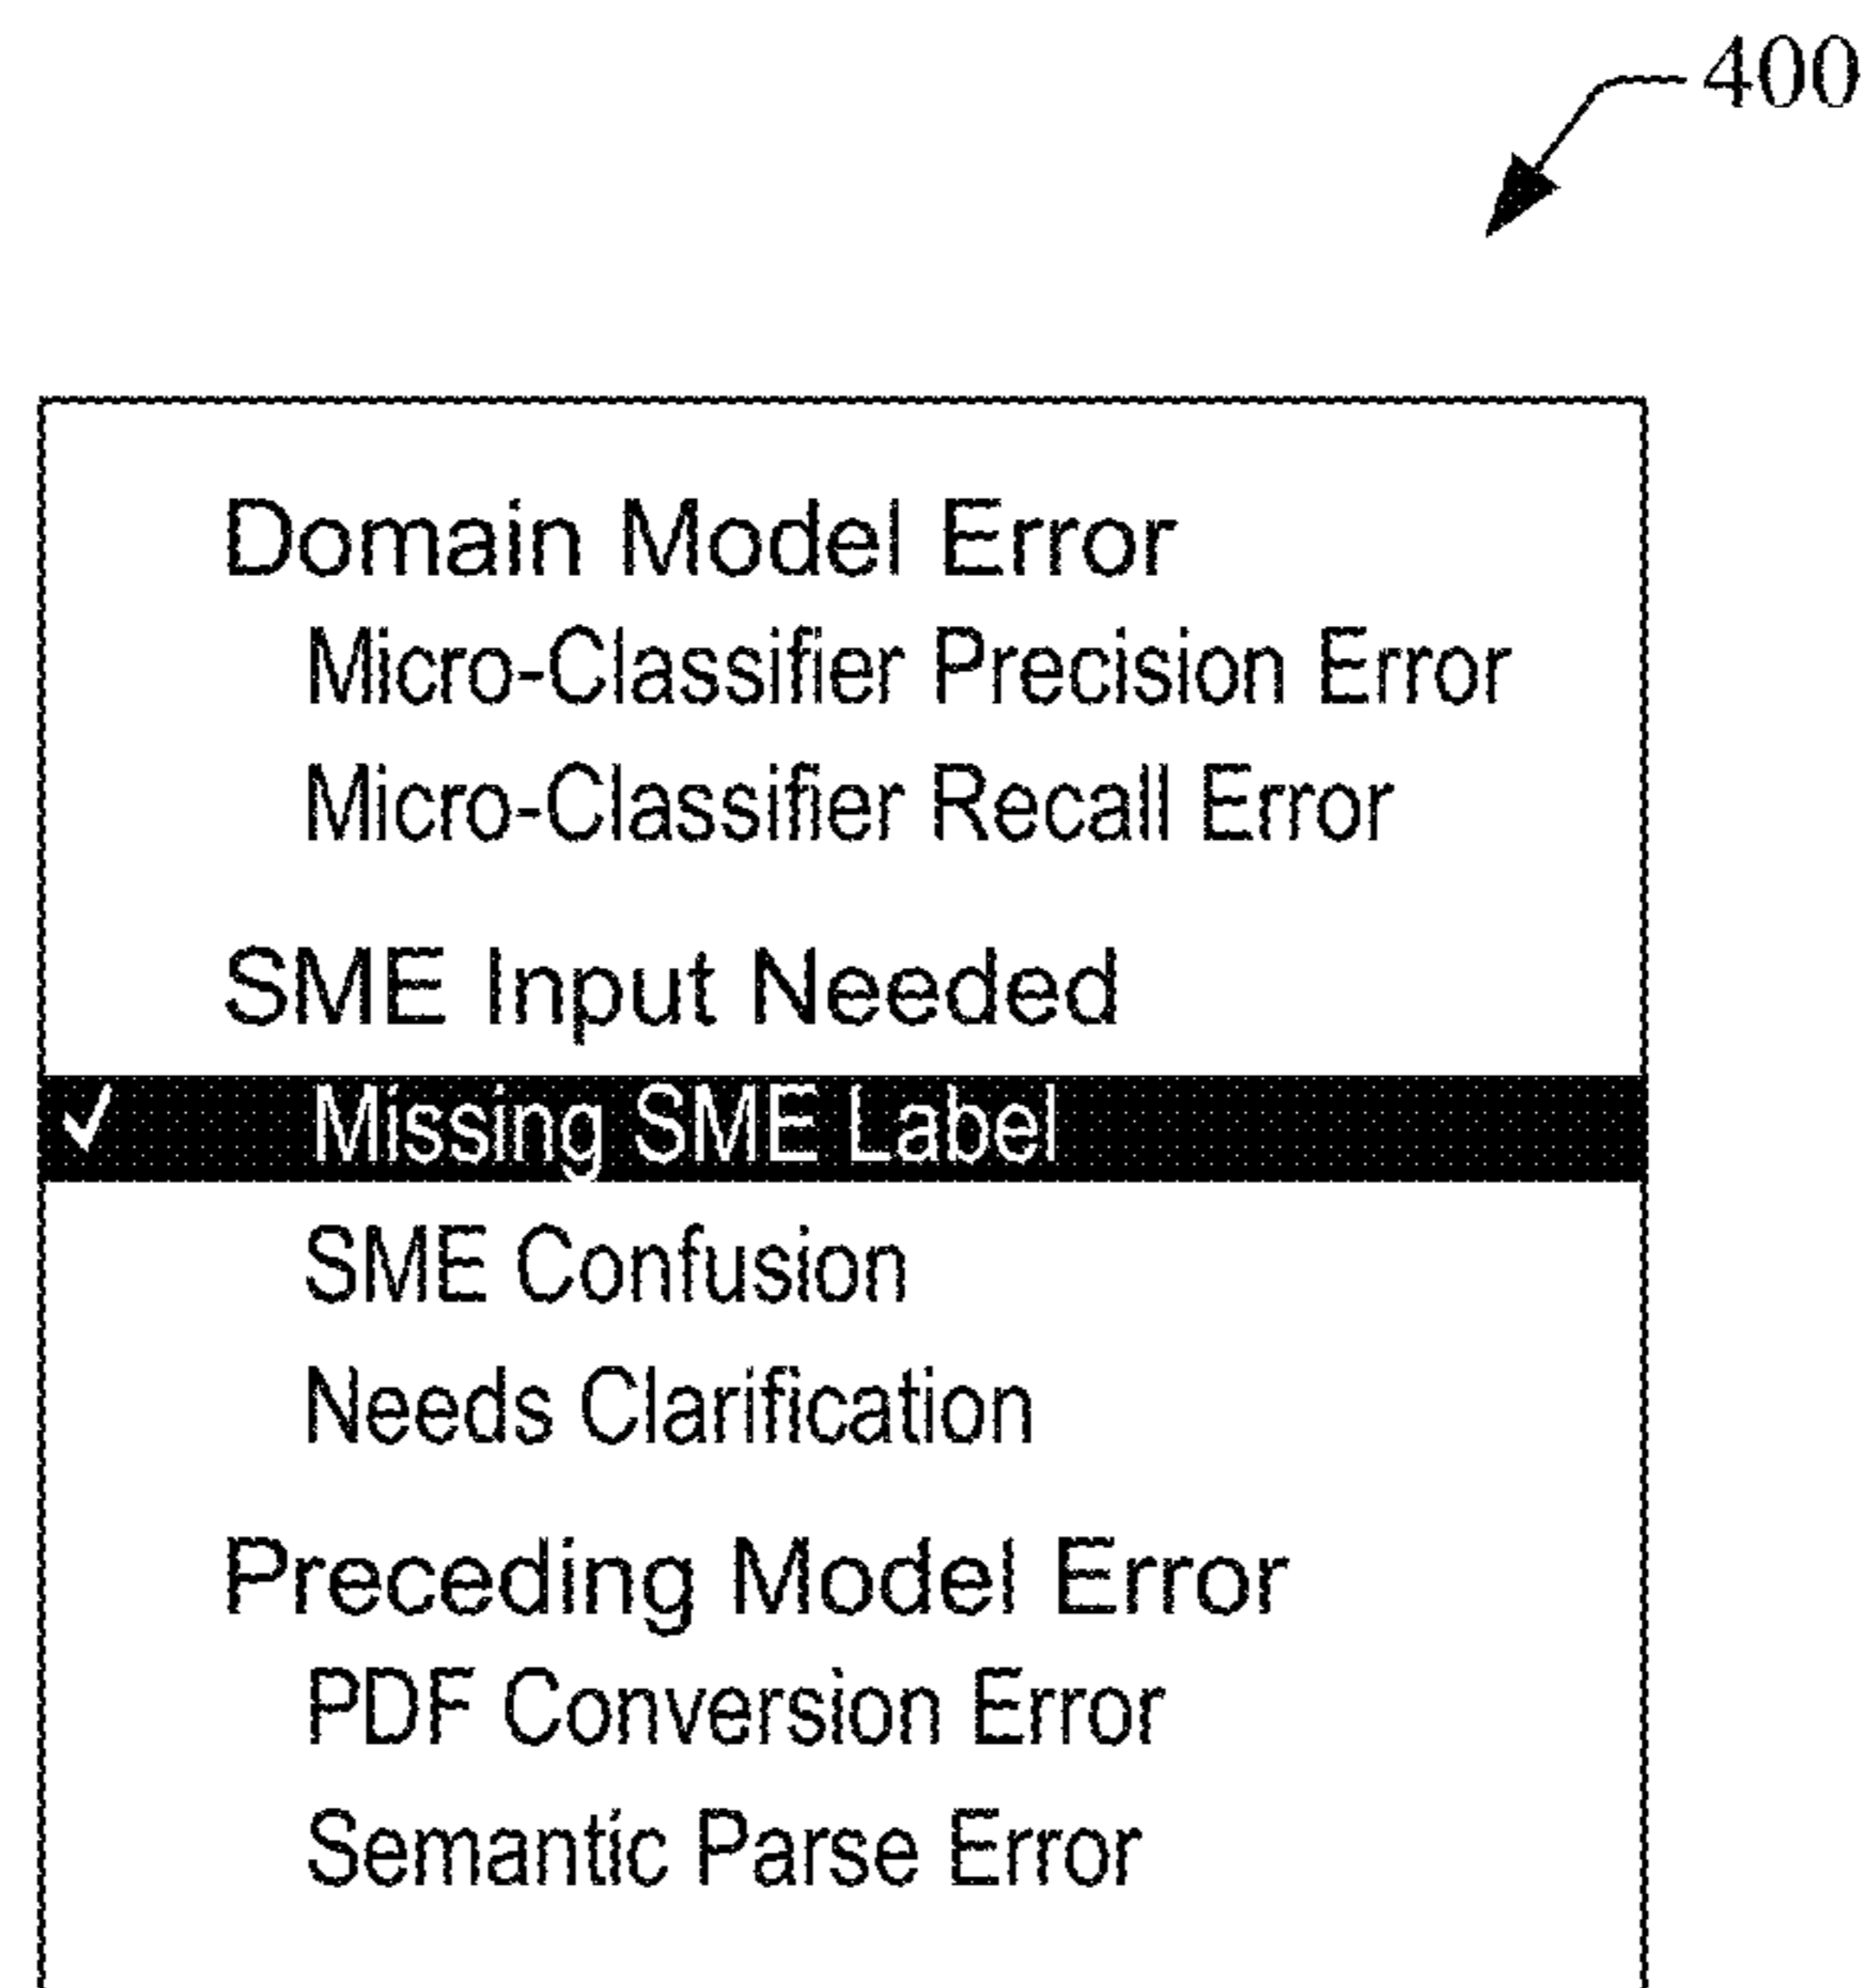 400
Domain Model Error
Micro-Classifier Precision Error
Micro-Classifier Recall Error
SME Input Needed
✓ Missing SME Label
SME Confusion
Needs Clarification
Preceding Model Error
PDF Conversion Error
Semantic Parse Error